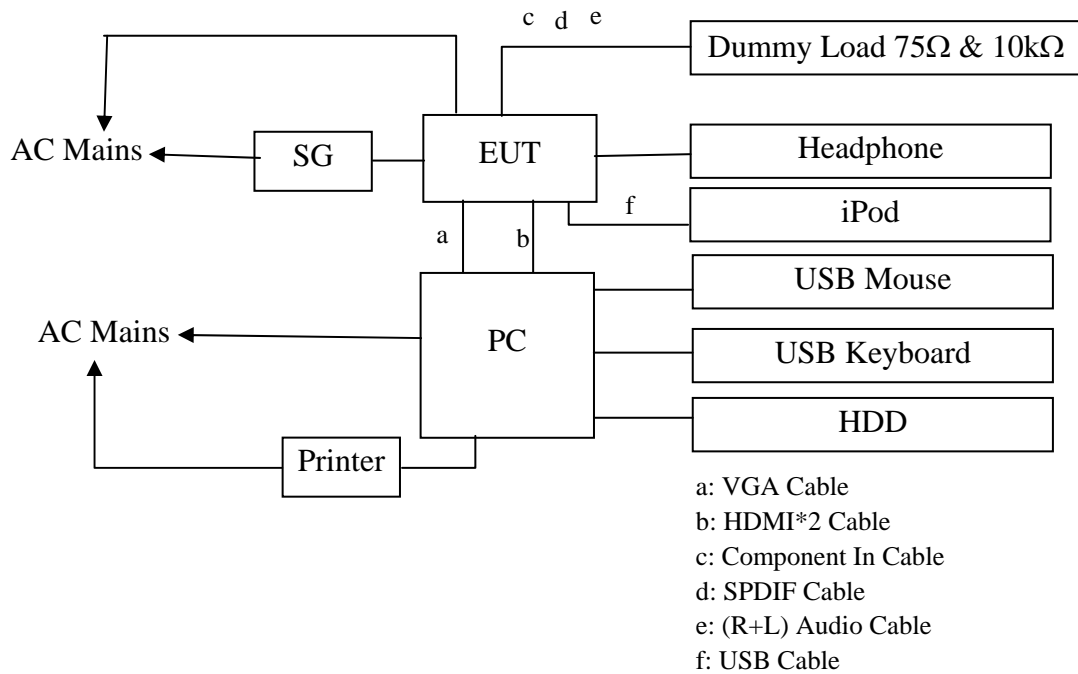 c d e
Dummy Load 75Ω & 10kΩ
AC Mains
SG
EUT
Headphone
f
iPod
a
b
USB Mouse
AC Mains
PC
USB Keyboard
HDD
Printer
a: VGA Cable
b: HDMI*2 Cable
c: Component In Cable
d: SPDIF Cable
e: (R+L) Audio Cable
f: USB Cable